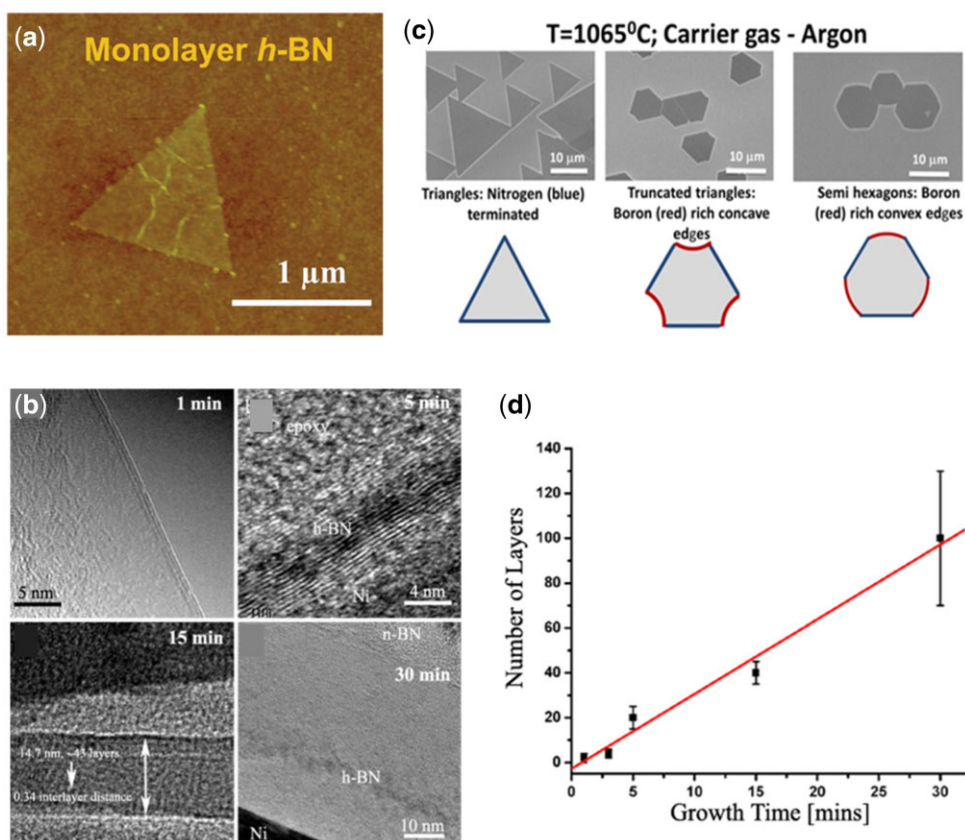 (a)
Monolayer h-BN
1 μm
(c)
T=1065⁰C; Carrier gas - Argon
10 μm
10 μm
10 μm
Triangles: Nitrogen (blue)
terminated
Truncated triangles:
Boron (red) rich concave
edges
Semi hexagons: Boron
(red) rich convex edges
(b)
1 min
5 nm
5 min
epoxy
h-BN
Ni
4 nm
15 min
14.7 nm, ~43 layers
0.34 interlayer distance
n-BN
30 min
h-BN
Ni
10 nm
(d)
140
120
100
80
60
40
20
0
Number of Layers
0
5
10
15
20
25
30
Growth Time [mins]